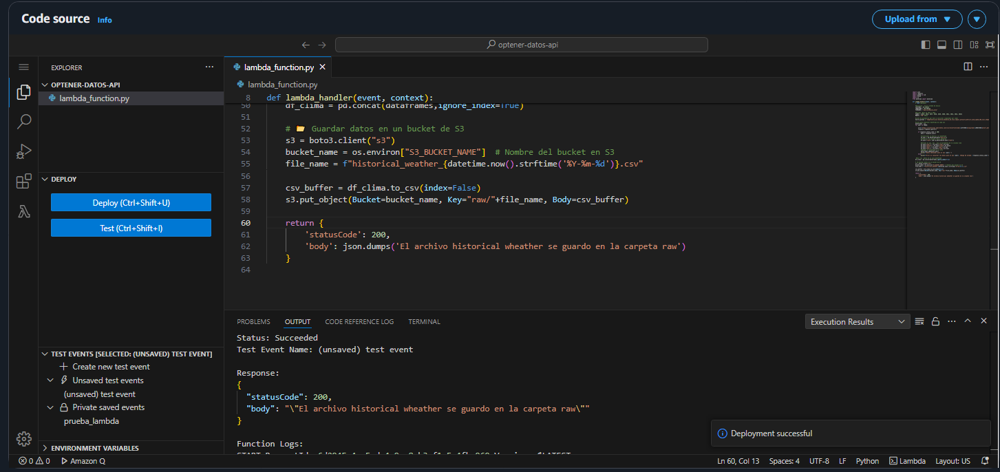 Code source Info
Upload from
optener-datos-api
EXPLORER
OPTENER-DATOS-API
lambda_function.py
DEPLOY
Deploy (Ctrl+Shift+U)
Test (Ctrl+Shift+I)
TEST EVENTS [SELECTED: (UNSAVED) TEST EVENT]
Create new test event
Unsaved test events
(unsaved) test event
Private saved events
prueba_lambda
ENVIRONMENT VARIABLES
lambda_function.py
lambda_function.py
8 def lambda_handler(event, context):
50 df_clima = pd.concat(dataframes,ignore_index=True)
51
52 # 📂 Guardar datos en un bucket de S3
53 s3 = boto3.client("s3")
54 bucket_name = os.environ["S3_BUCKET_NAME"] # Nombre del bucket en S3
55 file_name = f"historical_weather_{datetime.now().strftime('%Y-%m-%d')}.csv"
56
57 csv_buffer = df_clima.to_csv(index=False)
58 s3.put_object(Bucket=bucket_name, Key="raw/"+file_name, Body=csv_buffer)
59
60 return {
61 'statusCode': 200,
62 'body': json.dumps('El archivo historical wheather se guardo en la carpeta raw')
63 }
64
PROBLEMS OUTPUT CODE REFERENCE LOG TERMINAL
Execution Results
Status: Succeeded
Test Event Name: (unsaved) test event
Response:
{
"statusCode": 200,
"body": "\"El archivo historical wheather se guardo en la carpeta raw\""
}
Function Logs:
Deployment successful
0 0 Amazon Q
Ln 60, Col 13 Spaces: 4 UTF-8 LF Python Lambda Layout: US